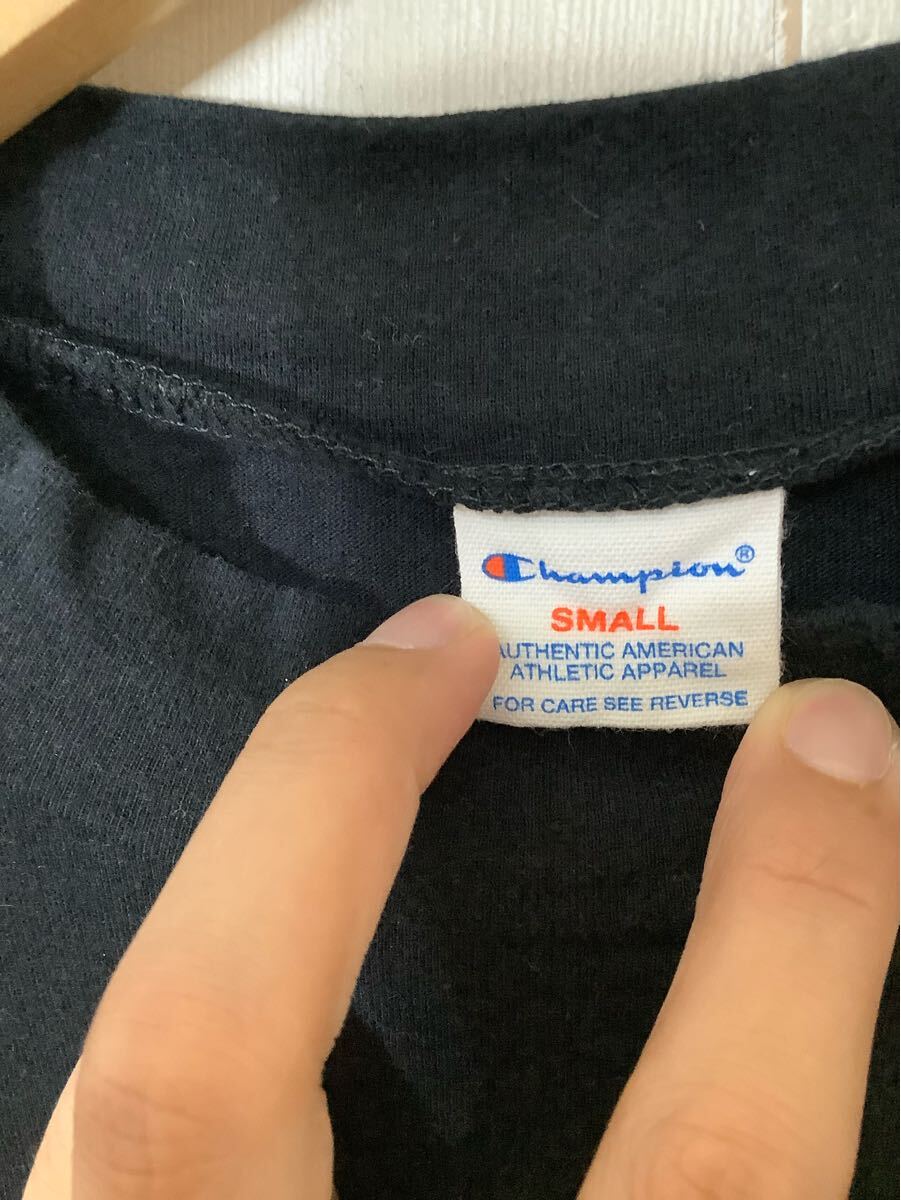 Champion®
SMALL
AUTHENTIC AMERICAN
ATHLETIC APPAREL
FOR CARE SEE REVERSE